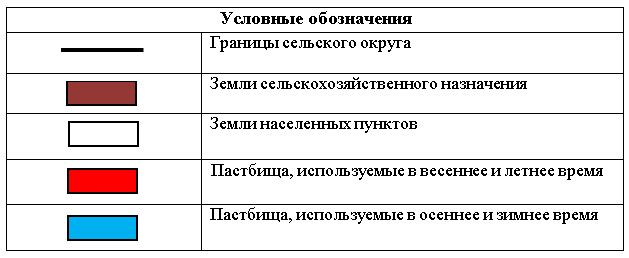 Условные обозначения
Границы сельского округа
Земли сельскохозяйственного назначения
Земли населенных пунктов
Пастбища, используемые в весеннее и летнее время
Пастбища, используемые в осеннее и зимнее время